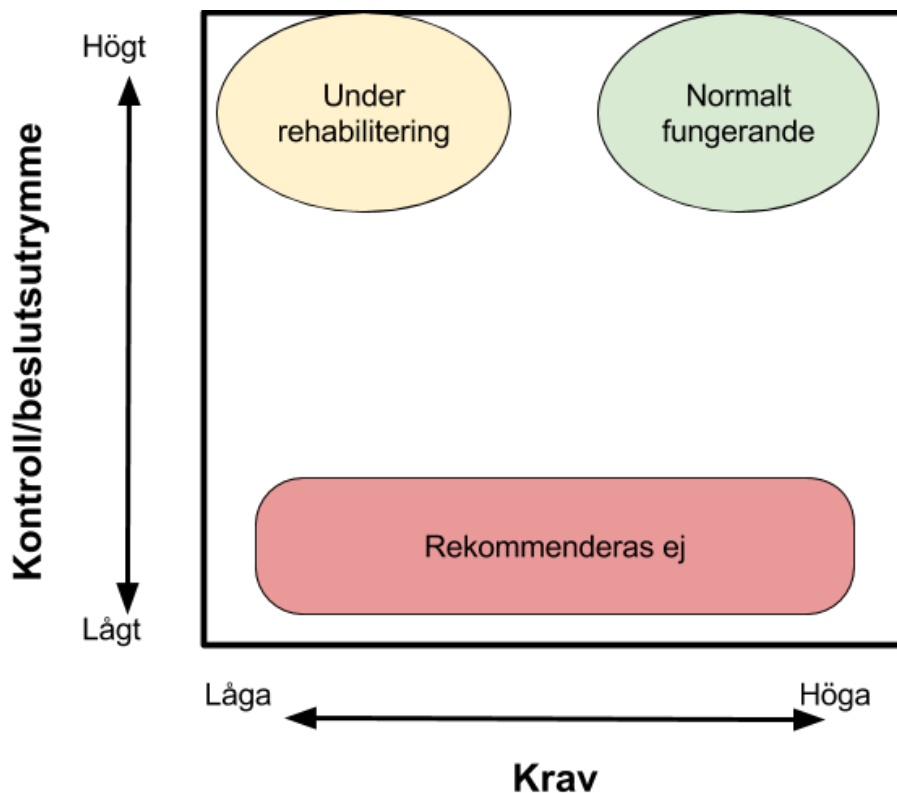 Högt
Under
rehabilitering
Normalt
fungerande
Kontroll/beslutsutrymme
Rekommenderas ej
Lågt
Låga
Höga
Krav